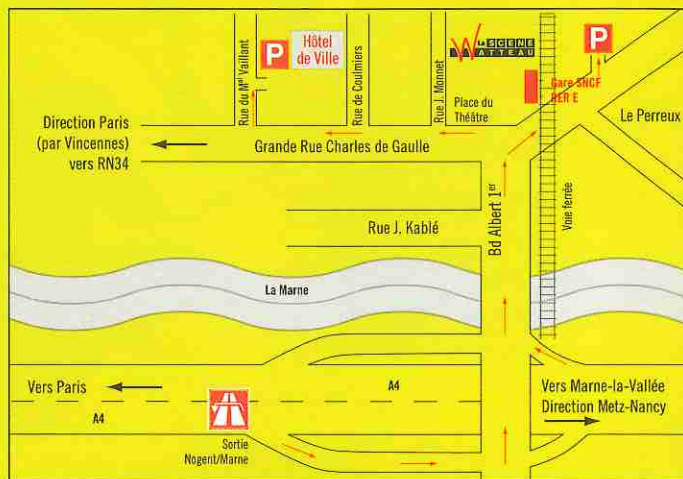 Rue du Mal Vaillant
P
Hôtel
de Ville
Rue de Coulmiers
Rue J. Monnet
La SCENE
WATTEAU
Place du
Théâtre
P
Gare SNCF
RER E
Le Perreux
Direction Paris
(par Vincennes)
vers RN34
Grande Rue Charles de Gaulle
Rue J. Kablé
Bd Albert 1er
Voie ferrée
La Marne
Vers Paris
A4
A4
Sortie
Nogent/Marne
Vers Marne-la-Vallée
Direction Metz-Nancy